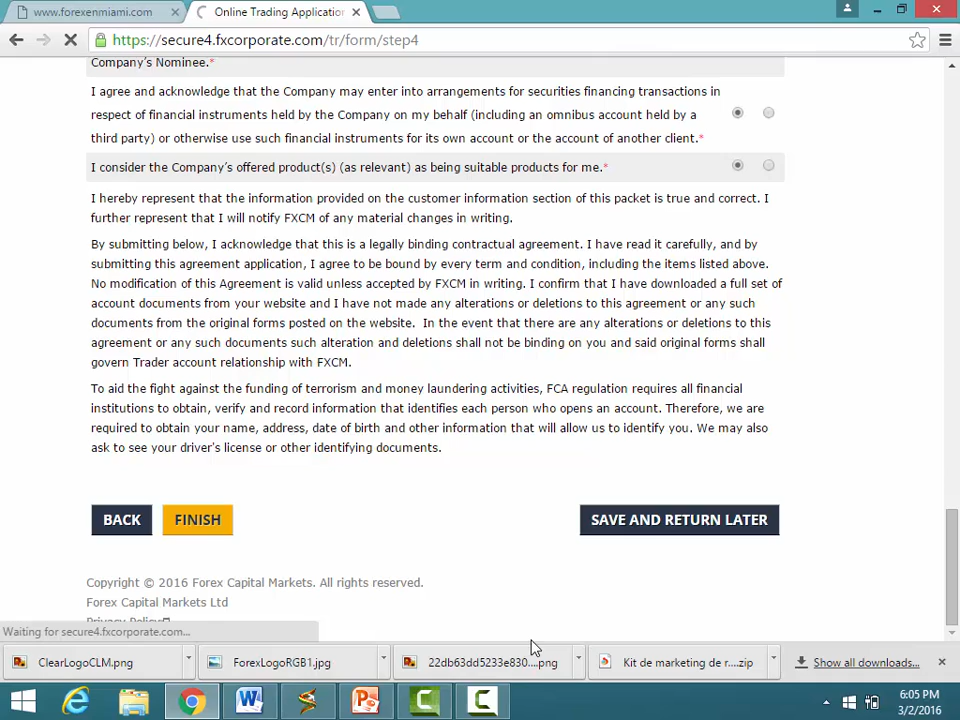 www.forexenmiami.com
Online Trading Applicatio
https://secure4.fxcorporate.com/tr/form/step4
Company's Nominee.*
I agree and acknowledge that the Company may enter into arrangements for securities financing transactions in
respect of financial instruments held by the Company on my behalf (including an omnibus account held by a
third party) or otherwise use such financial instruments for its own account or the account of another client.*
I consider the Company's offered product(s) (as relevant) as being suitable products for me.*
I hereby represent that the information provided on the customer information section of this packet is true and correct. I
further represent that I will notify FXCM of any material changes in writing.
By submitting below, I acknowledge that this is a legally binding contractual agreement. I have read it carefully, and by
submitting this agreement application, I agree to be bound by every term and condition, including the items listed above.
No modification of this Agreement is valid unless accepted by FXCM in writing. I confirm that I have downloaded a full set of
account documents from your website and I have not made any alterations or deletions to this agreement or any such
documents from the original forms posted on the website.  In the event that there are any alterations or deletions to this
agreement or any such documents such alteration and deletions shall not be binding on you and said original forms shall
govern Trader account relationship with FXCM.
To aid the fight against the funding of terrorism and money laundering activities, FCA regulation requires all financial
institutions to obtain, verify and record information that identifies each person who opens an account. Therefore, we are
required to obtain your name, address, date of birth and other information that will allow us to identify you. We may also
ask to see your driver's license or other identifying documents.
BACK FINISH SAVE AND RETURN LATER
Copyright © 2016 Forex Capital Markets. All rights reserved.
Forex Capital Markets Ltd
Privacy Policy
Waiting for secure4.fxcorporate.com...
ClearLogoCLM.png ForexLogoRGB1.jpg 22db63dd5233e830....png Kit de marketing de r....zip Show all downloads...
6:05 PM
3/2/2016